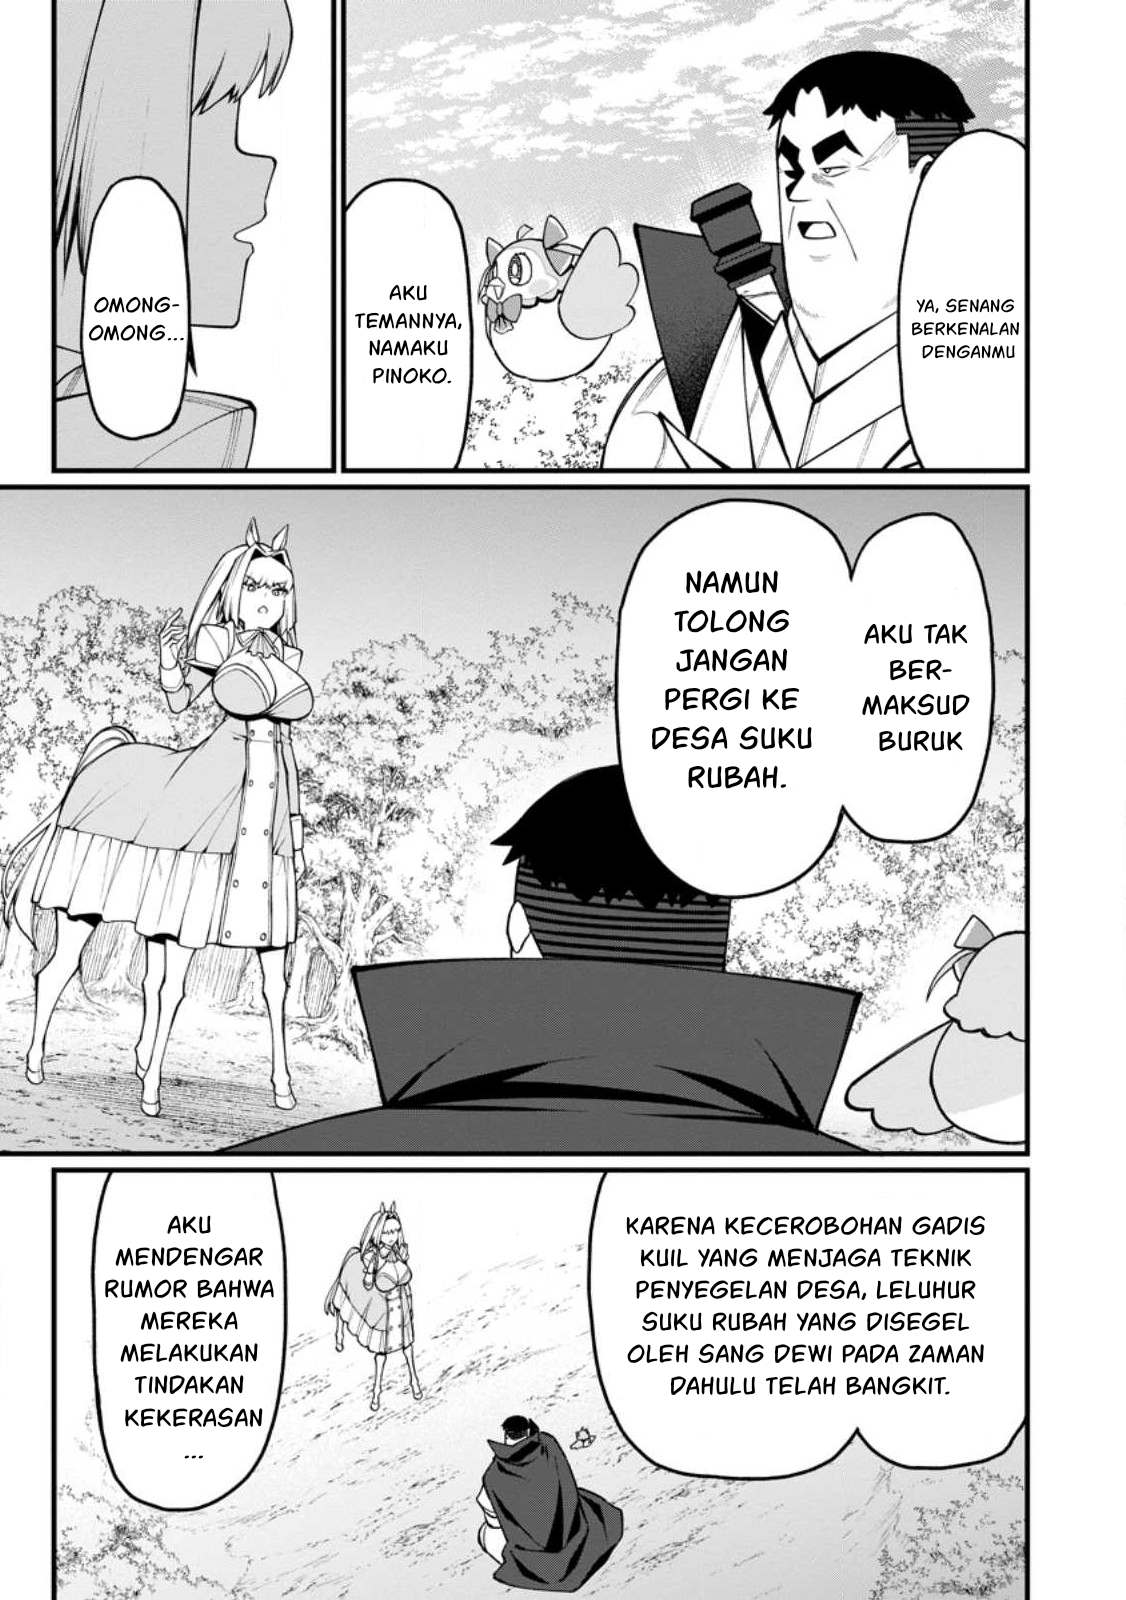 YA, SENANG
BERKENALAN
DENGANMU
AKU
TEMANNYA,
NAMAKU
PINOKO.
OMONG-
OMONG...
AKU TAK
BER-
MAKSUD
BURUK
NAMUN
TOLONG
JANGAN
PERGI KE
DESA SUKU
RUBAH.
KARENA KECEROBOHAN GADIS
KUIL YANG MENJAGA TEKNIK
PENYEGELAN DESA, LELUHUR
SUKU RUBAH YANG DISEGEL
OLEH SANG DEWI PADA ZAMAN
DAHULU TELAH BANGKIT.
AKU
MENDENGAR
RUMOR BAHWA
MEREKA
MELAKUKAN
TINDAKAN
KEKERASAN
...